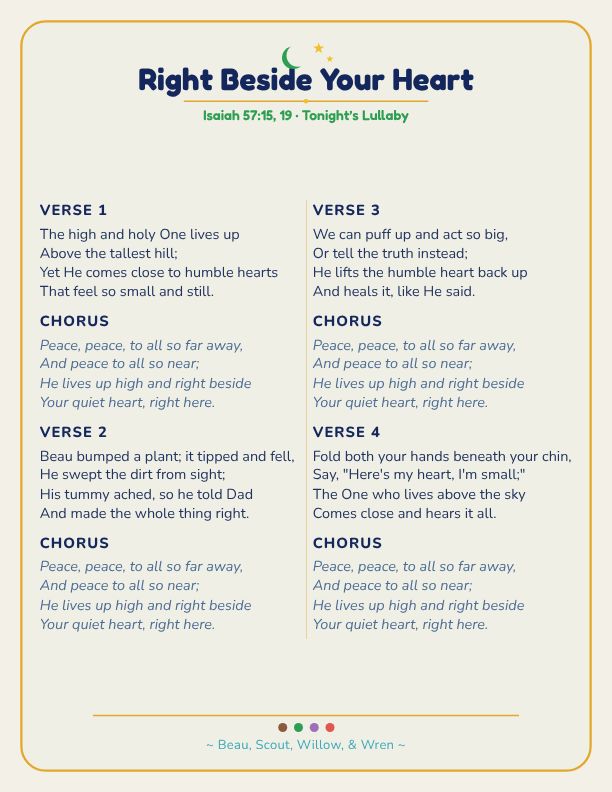 Right Beside Your Heart
Isaiah 57:15, 19 · Tonight's Lullaby
VERSE 1
The high and holy One lives up
Above the tallest hill;
Yet He comes close to humble hearts
That feel so small and still.
CHORUS
Peace, peace, to all so far away,
And peace to all so near;
He lives up high and right beside
Your quiet heart, right here.
VERSE 2
Beau bumped a plant; it tipped and fell,
He swept the dirt from sight;
His tummy ached, so he told Dad
And made the whole thing right.
CHORUS
Peace, peace, to all so far away,
And peace to all so near;
He lives up high and right beside
Your quiet heart, right here.
VERSE 3
We can puff up and act so big,
Or tell the truth instead;
He lifts the humble heart back up
And heals it, like He said.
CHORUS
Peace, peace, to all so far away,
And peace to all so near;
He lives up high and right beside
Your quiet heart, right here.
VERSE 4
Fold both your hands beneath your chin,
Say, "Here's my heart, I'm small;"
The One who lives above the sky
Comes close and hears it all.
CHORUS
Peace, peace, to all so far away,
And peace to all so near;
He lives up high and right beside
Your quiet heart, right here.
~ Beau, Scout, Willow, & Wren ~